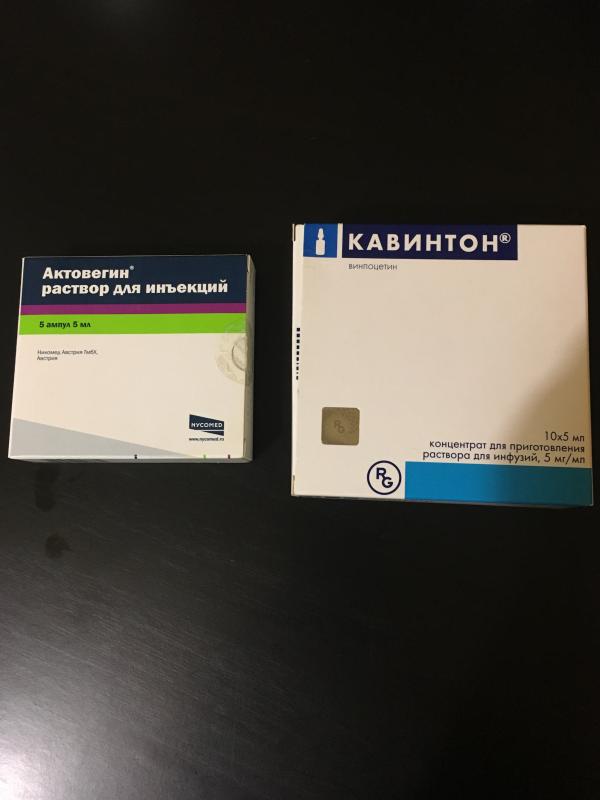 Актовегин®
раствор для инъекций
5 ампул 5 мл
Никомед Австрия ГмбХ,
Австрия
NYCOMED
www.nycomed.ru
КАВИНТОН®
винпоцетин
RG
10x5 мл
концентрат для приготовления
раствора для инфузий, 5 мг/мл
RG